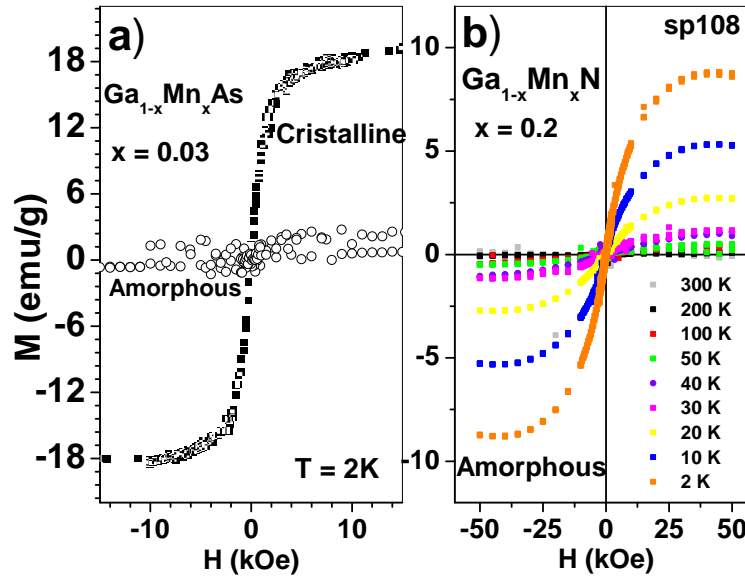 a)
Ga1-xMnxAs
x = 0.03
Cristalline
Amorphous
T = 2K
M (emu/g)
18
12
6
0
-6
-12
-18
-10
0
10
H (kOe)
b)
sp108
Ga1-xMnxN
x = 0.2
10
5
0
-5
-10
300 K
200 K
100 K
50 K
40 K
30 K
20 K
10 K
2 K
Amorphous
-50
-25
0
25
50
H (kOe)